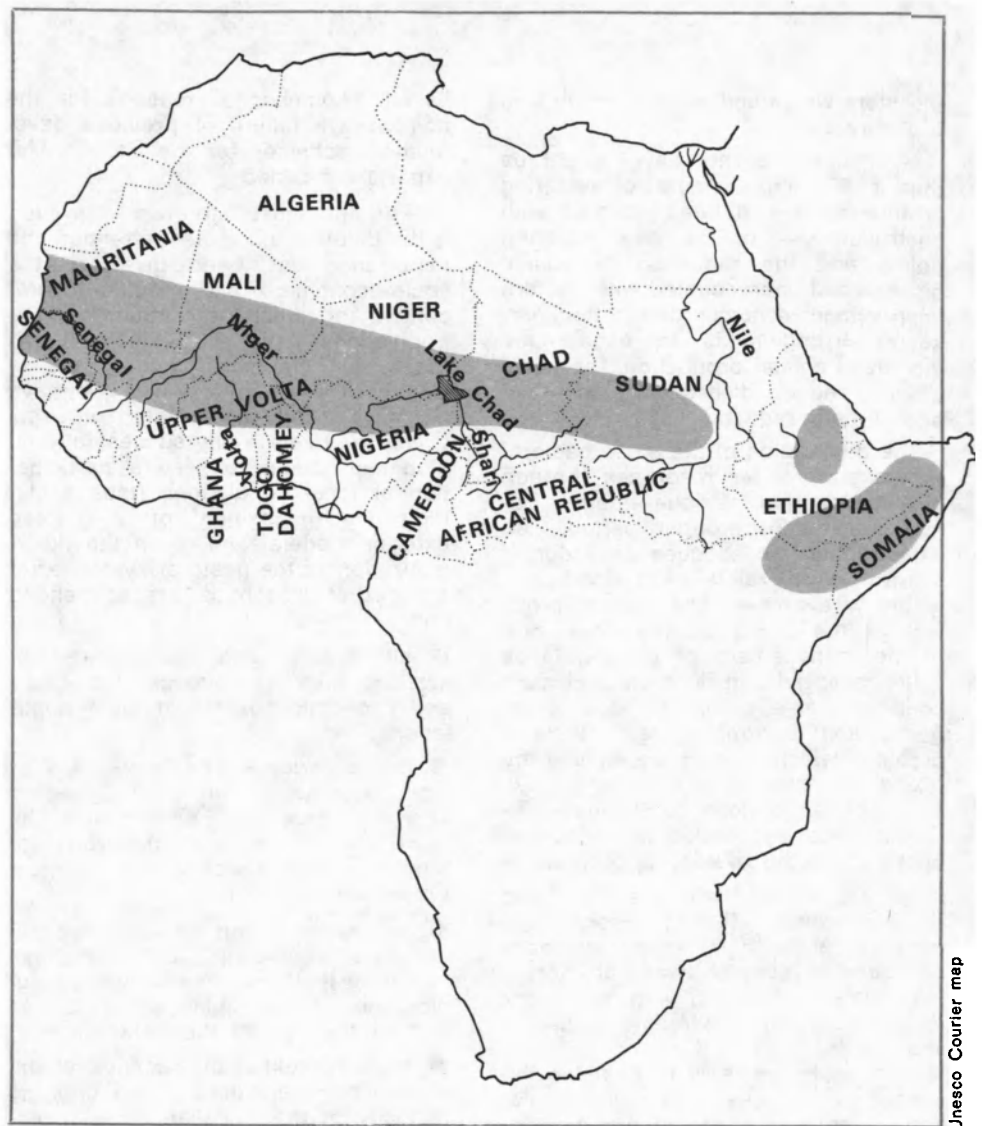 ALGERIA
MAURITANIA
MALI
NIGER
SENEGAL
Senegal
Niger
Lake Chad
CHAD
Nile
SUDAN
UPPER VOLTA
NIGERIA
Volta
GHANA
TOGO
DAHOMEY
CAMEROON
Shari
CENTRAL
AFRICAN REPUBLIC
ETHIOPIA
SOMALIA
Unesco Courier map